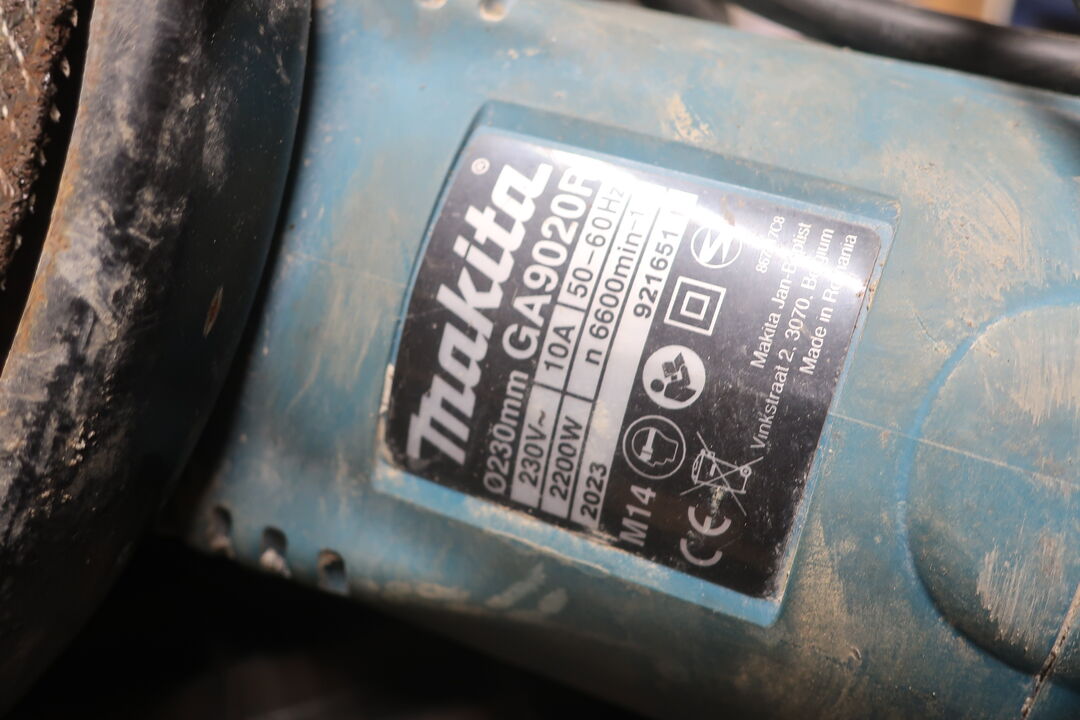 makita®
Ø230mm GA9020R
230V~ 10A 50-60Hz
2200W n 6600min⁻¹
2023 921651
M14
CE
Makita Jan-Baptist
Vinkstraat 2, 3070, Belgium
Made in Romania